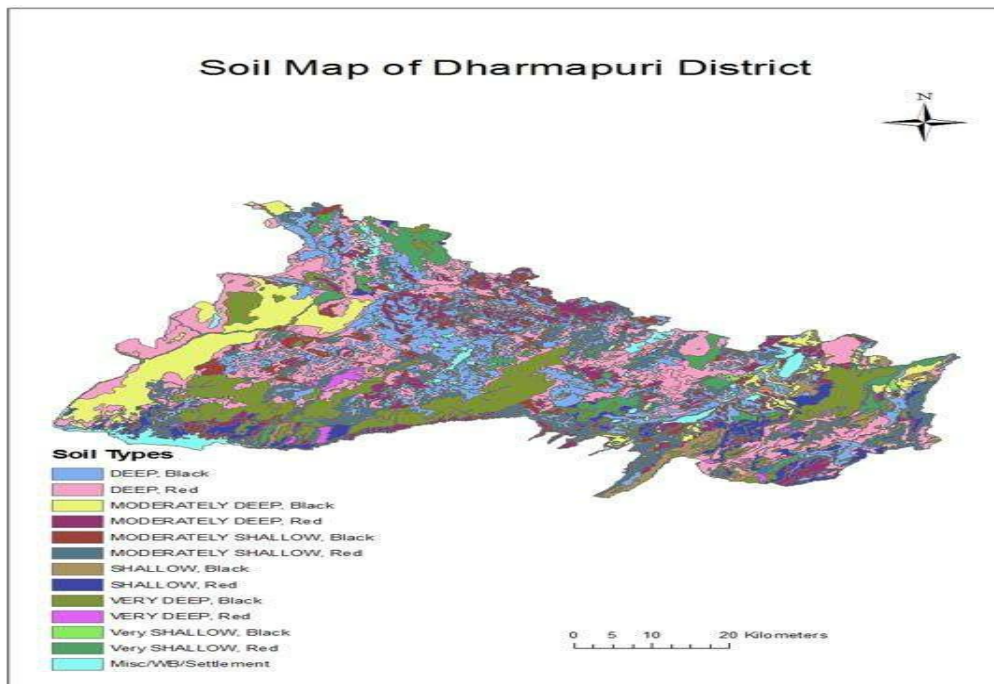 Soil Map of Dharmapuri District
N
Soil Types
DEEP, Black
DEEP, Red
MODERATELY DEEP, Black
MODERATELY DEEP, Red
MODERATELY SHALLOW, Black
MODERATELY SHALLOW, Red
SHALLOW, Black
SHALLOW, Red
VERY DEEP, Black
VERY DEEP, Red
Very SHALLOW, Black
Very SHALLOW, Red
Misc/WB/Settlement
0 5 10 20 Kilometers